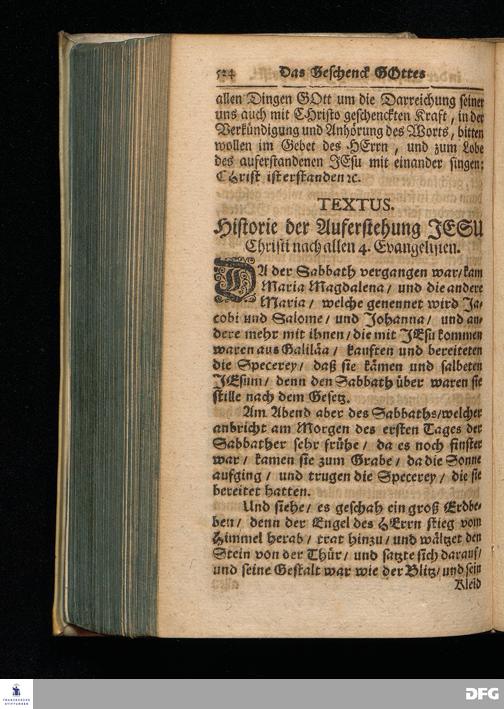 524 Das Geschenck GOttes
allen Dingen GOtt um die Darreichung seiner
uns auch mit CHristo geschenckten Kraft, in der
Verkündigung und Anhörung des Worts, bitten
wollen im Gebet des HErrn, und zum Lobe
des auferstandenen JEsu mit einander singen:
CHrist ist erstanden ꝛc.
TEXTUS.
Historie der Auferstehung JESU
Christi nach allen 4. Evangelisten.
DA der Sabbath vergangen war/ kam
Maria Magdalena/ und die andere
Maria/ welche genennet wird Ja-
cobi und Salome/ und Johanna/ und an-
dere mehr mit ihnen/ die mit JEsu kommen
waren aus Galiläa/ kauften und bereiteten
die Specerey/ daß sie kämen und salbeten
JEsum/ denn den Sabbath über waren sie
stille nach dem Gesetz.
Am Abend aber des Sabbaths/ welcher
anbricht am Morgen des ersten Tages der
Sabbather sehr frühe/ da es noch finster
war/ kamen sie zum Grabe/ da die Sonne
aufging/ und trugen die Specerey/ die sie
bereitet hatten.
Und siehe/ es geschah ein groß Erdbe-
ben/ denn der Engel des HErrn stieg vom
Himmel herab/ trat hinzu/ und wältzet den
Stein von der Thür/ und satzte sich darauf/
und seine Gestalt war wie der Blitz/ und sein
Kleid
FRANCKESCHE
STIFTUNGEN
DFG